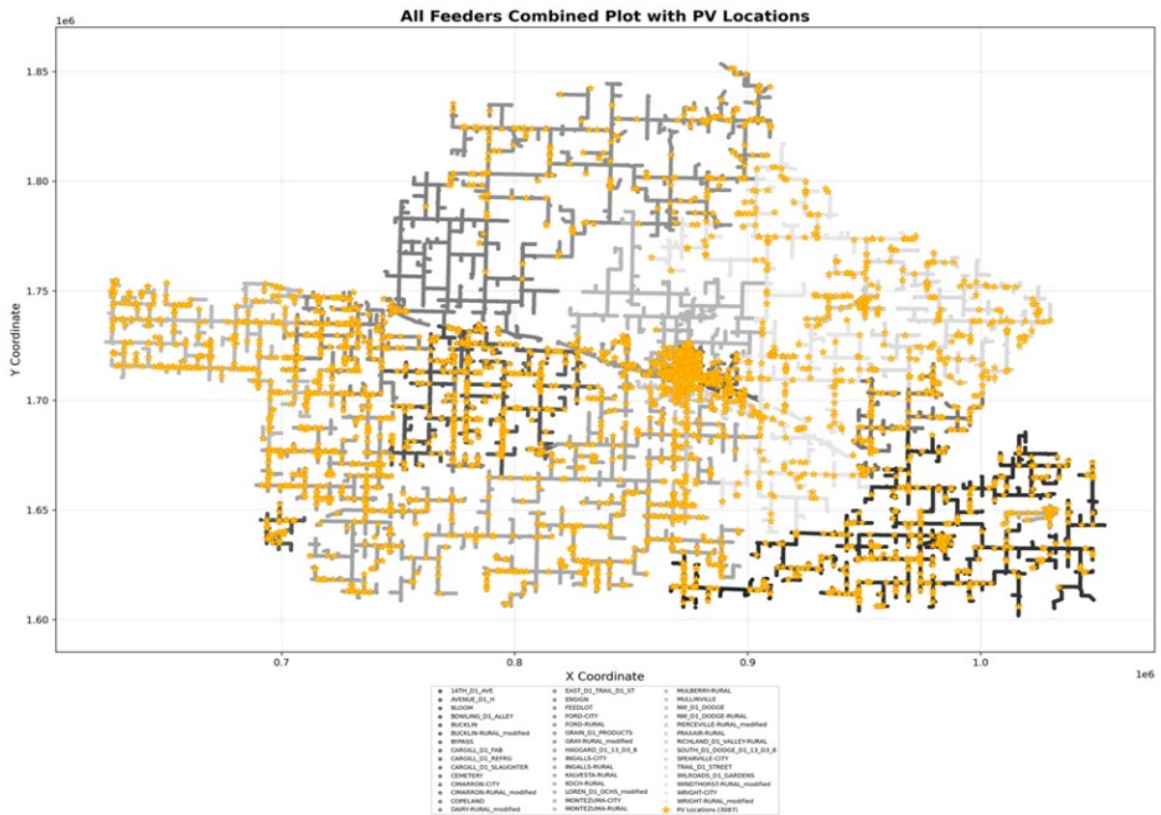 All Feeders Combined Plot with PV Locations
1e6
1.85
1.80
1.75
1.70
1.65
1.60
Y Coordinate
0.7 0.8 0.9 1.0
1e6
X Coordinate
14TH_D1_AVE
AVENUE_D1_H
BLOOM
BOWLING_D1_ALLEY
BUCKLIN
BUCKLIN-RURAL_modified
BYPASS
CARGILL_D1_FAB
CARGILL_D1_REFRG
CARGILL_D1_SLAUGHTER
CEMETERY
CIMARRON-CITY
CIMARRON-RURAL_modified
COPELAND
DAIRY-RURAL_modified
EAST_D1_TRAIL_D1_ST
ENSIGN
FEEDLOT
FORD-CITY
FORD-RURAL
GRAIN_D1_PRODUCTS
GRAY-RURAL_modified
HAGGARD_D1_13_D3_8
INGALLS-CITY
INGALLS-RURAL
KALVESTA-RURAL
KOCH-RURAL
LOREN_D1_OCHS_modified
MONTEZUMA-CITY
MONTEZUMA-RURAL
MULBERRY-RURAL
MULLINVILLE
NW_D1_DODGE
NW_D1_DODGE-RURAL
PIERCEVILLE-RURAL_modified
PRAXAIR-RURAL
RICHLAND_D1_VALLEY-RURAL
SOUTH_D1_DODGE_D1_13_D3_8
SPEARVILLE-CITY
TRAIL_D1_STREET
WILROADS_D1_GARDENS
WINDTHORST-RURAL_modified
WRIGHT-CITY
WRIGHT-RURAL_modified
PV Locations (3087)